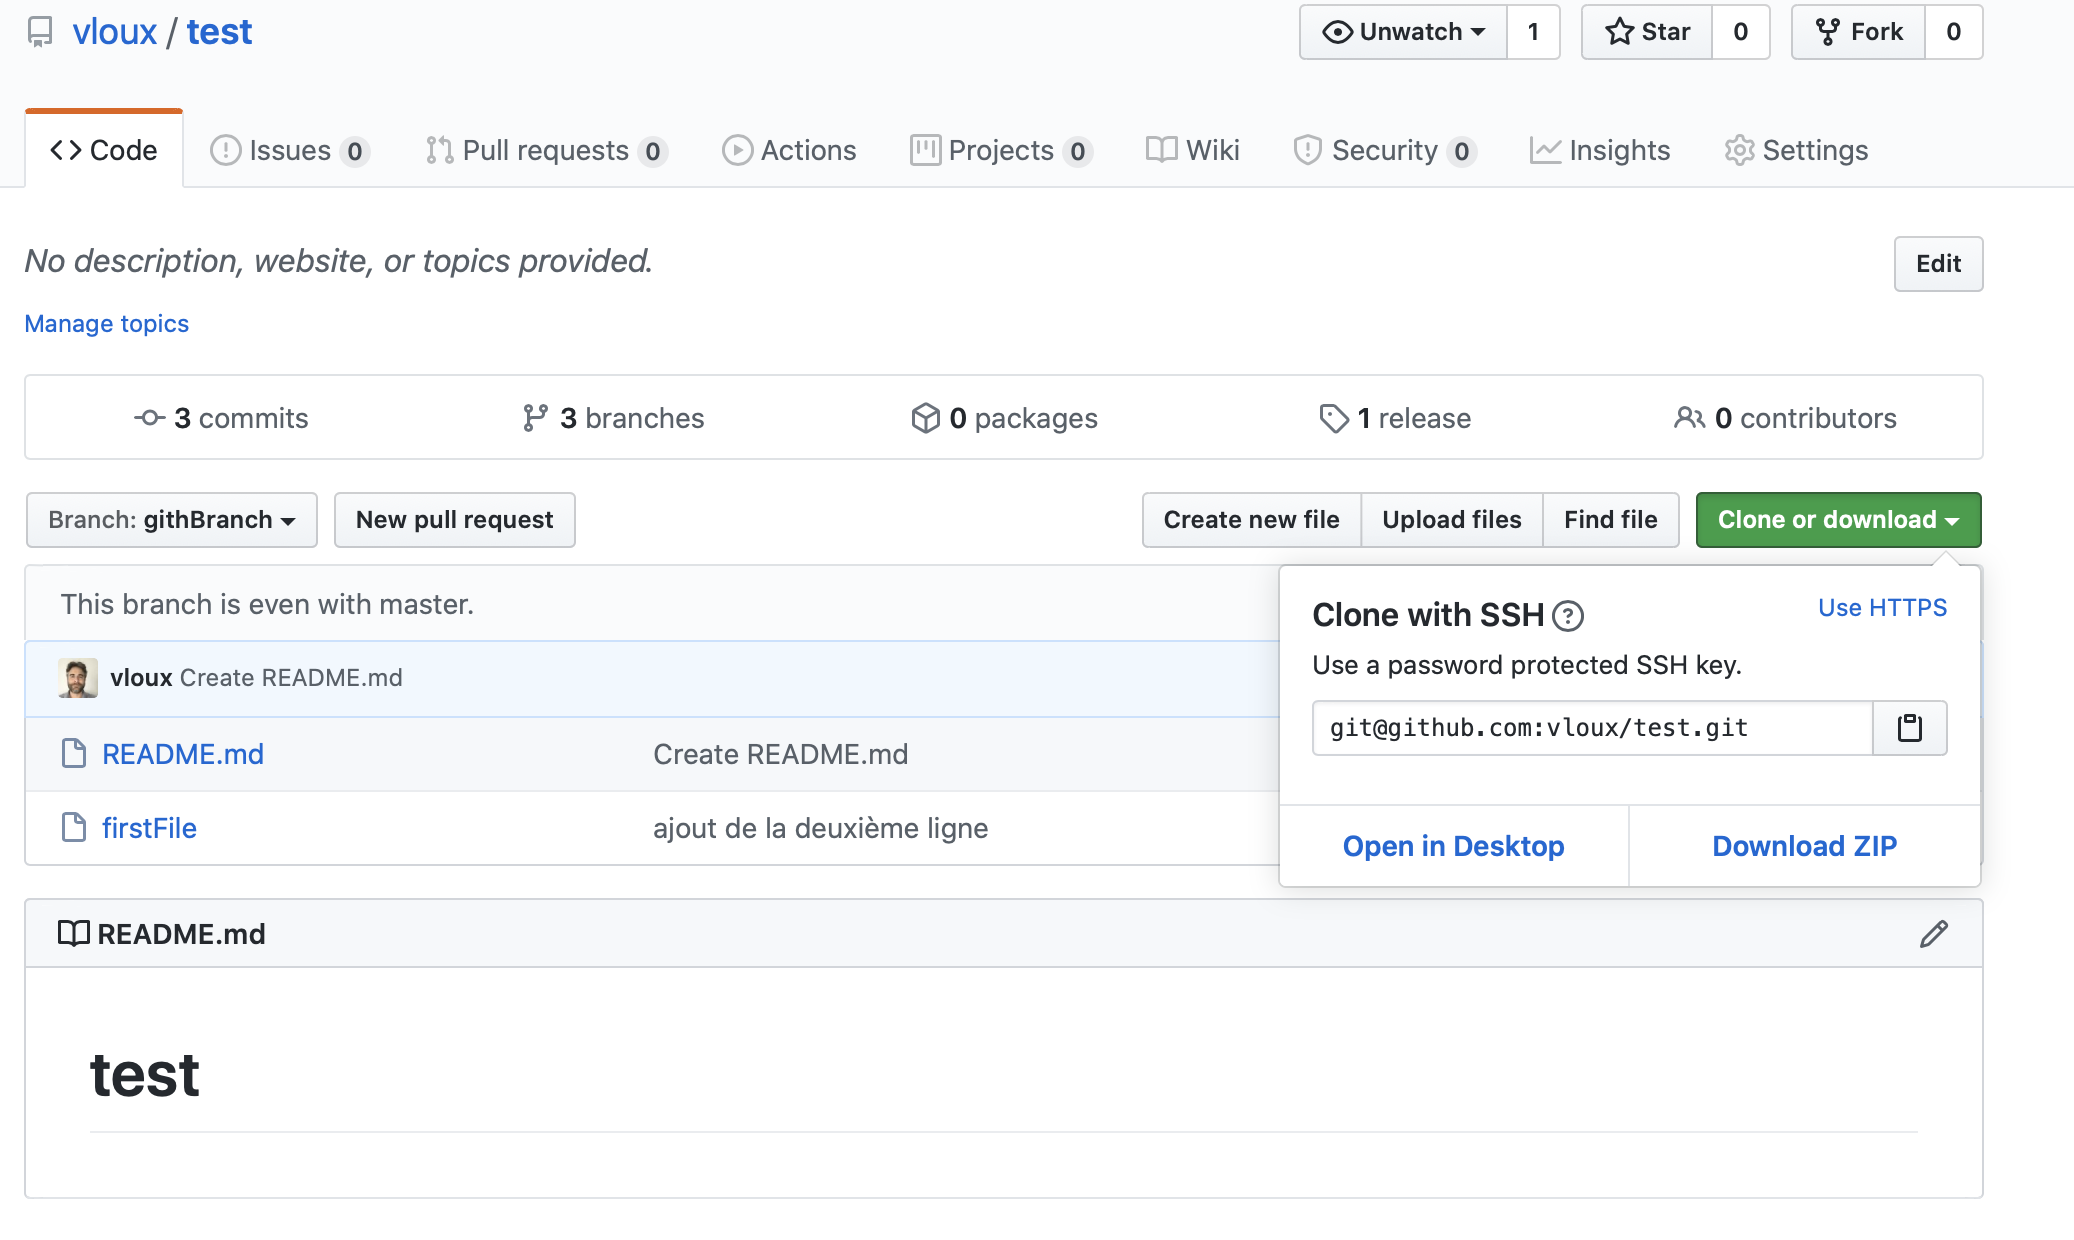 vloux / test
Unwatch 1 Star 0 Fork 0
Code Issues 0 Pull requests 0 Actions Projects 0 Wiki Security 0 Insights Settings
No description, website, or topics provided.
Edit
Manage topics
3 commits 3 branches 0 packages 1 release 0 contributors
Branch: githBranch New pull request Create new file Upload files Find file Clone or download
This branch is even with master.
vloux Create README.md
README.md Create README.md
firstFile ajout de la deuxième ligne
Clone with SSH ? Use HTTPS
Use a password protected SSH key.
git@github.com:vloux/test.git
Open in Desktop Download ZIP
README.md
test